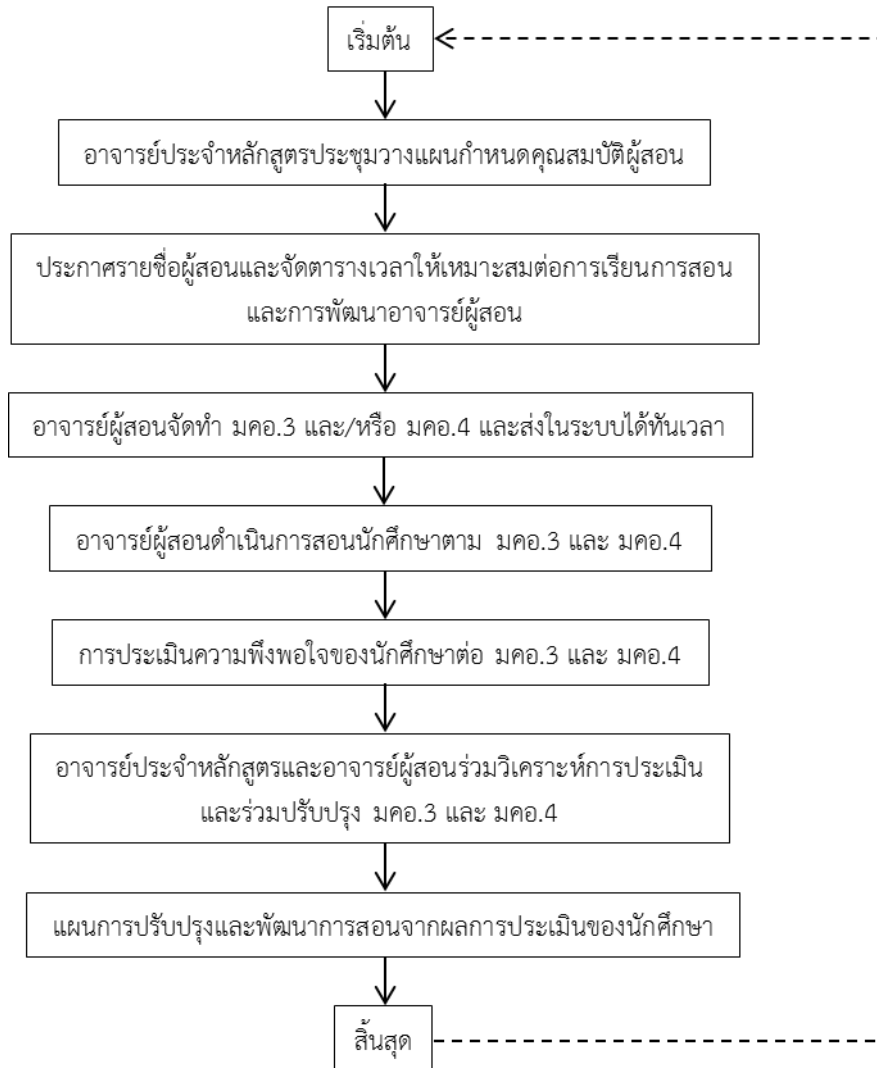 เริ่มต้น
อาจารย์ประจำหลักสูตรประชุมวางแผนกำหนดคุณสมบัติผู้สอน
ประกาศรายชื่อผู้สอนและจัดตารางเวลาให้เหมาะสมต่อการเรียนการสอน
และการพัฒนาอาจารย์ผู้สอน
อาจารย์ผู้สอนจัดทำ มคอ.3 และ/หรือ มคอ.4 และส่งในระบบได้ทันเวลา
อาจารย์ผู้สอนดำเนินการสอนนักศึกษาตาม มคอ.3 และ มคอ.4
การประเมินความพึงพอใจของนักศึกษาต่อ มคอ.3 และ มคอ.4
อาจารย์ประจำหลักสูตรและอาจารย์ผู้สอนร่วมวิเคราะห์การประเมิน
และร่วมปรับปรุง มคอ.3 และ มคอ.4
แผนการปรับปรุงและพัฒนาการสอนจากผลการประเมินของนักศึกษา
สิ้นสุด